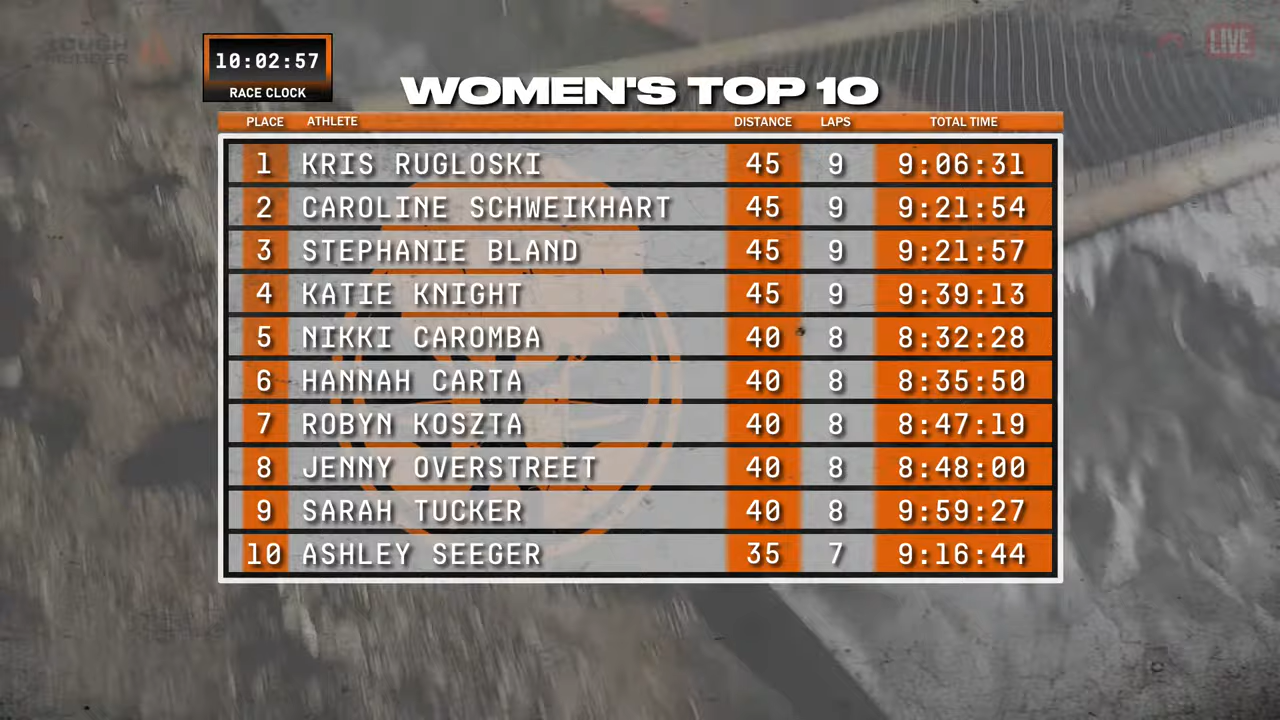 TOUGH
MUDDER
LIVE
10:02:57
RACE CLOCK
WOMEN'S TOP 10
PLACE ATHLETE DISTANCE LAPS TOTAL TIME
1 KRIS RUGLOSKI 45 9 9:06:31
2 CAROLINE SCHWEIKHART 45 9 9:21:54
3 STEPHANIE BLAND 45 9 9:21:57
4 KATIE KNIGHT 45 9 9:39:13
5 NIKKI CAROMBA 40 8 8:32:28
6 HANNAH CARTA 40 8 8:35:50
7 ROBYN KOSZTA 40 8 8:47:19
8 JENNY OVERSTREET 40 8 8:48:00
9 SARAH TUCKER 40 8 9:59:27
10 ASHLEY SEEGER 35 7 9:16:44